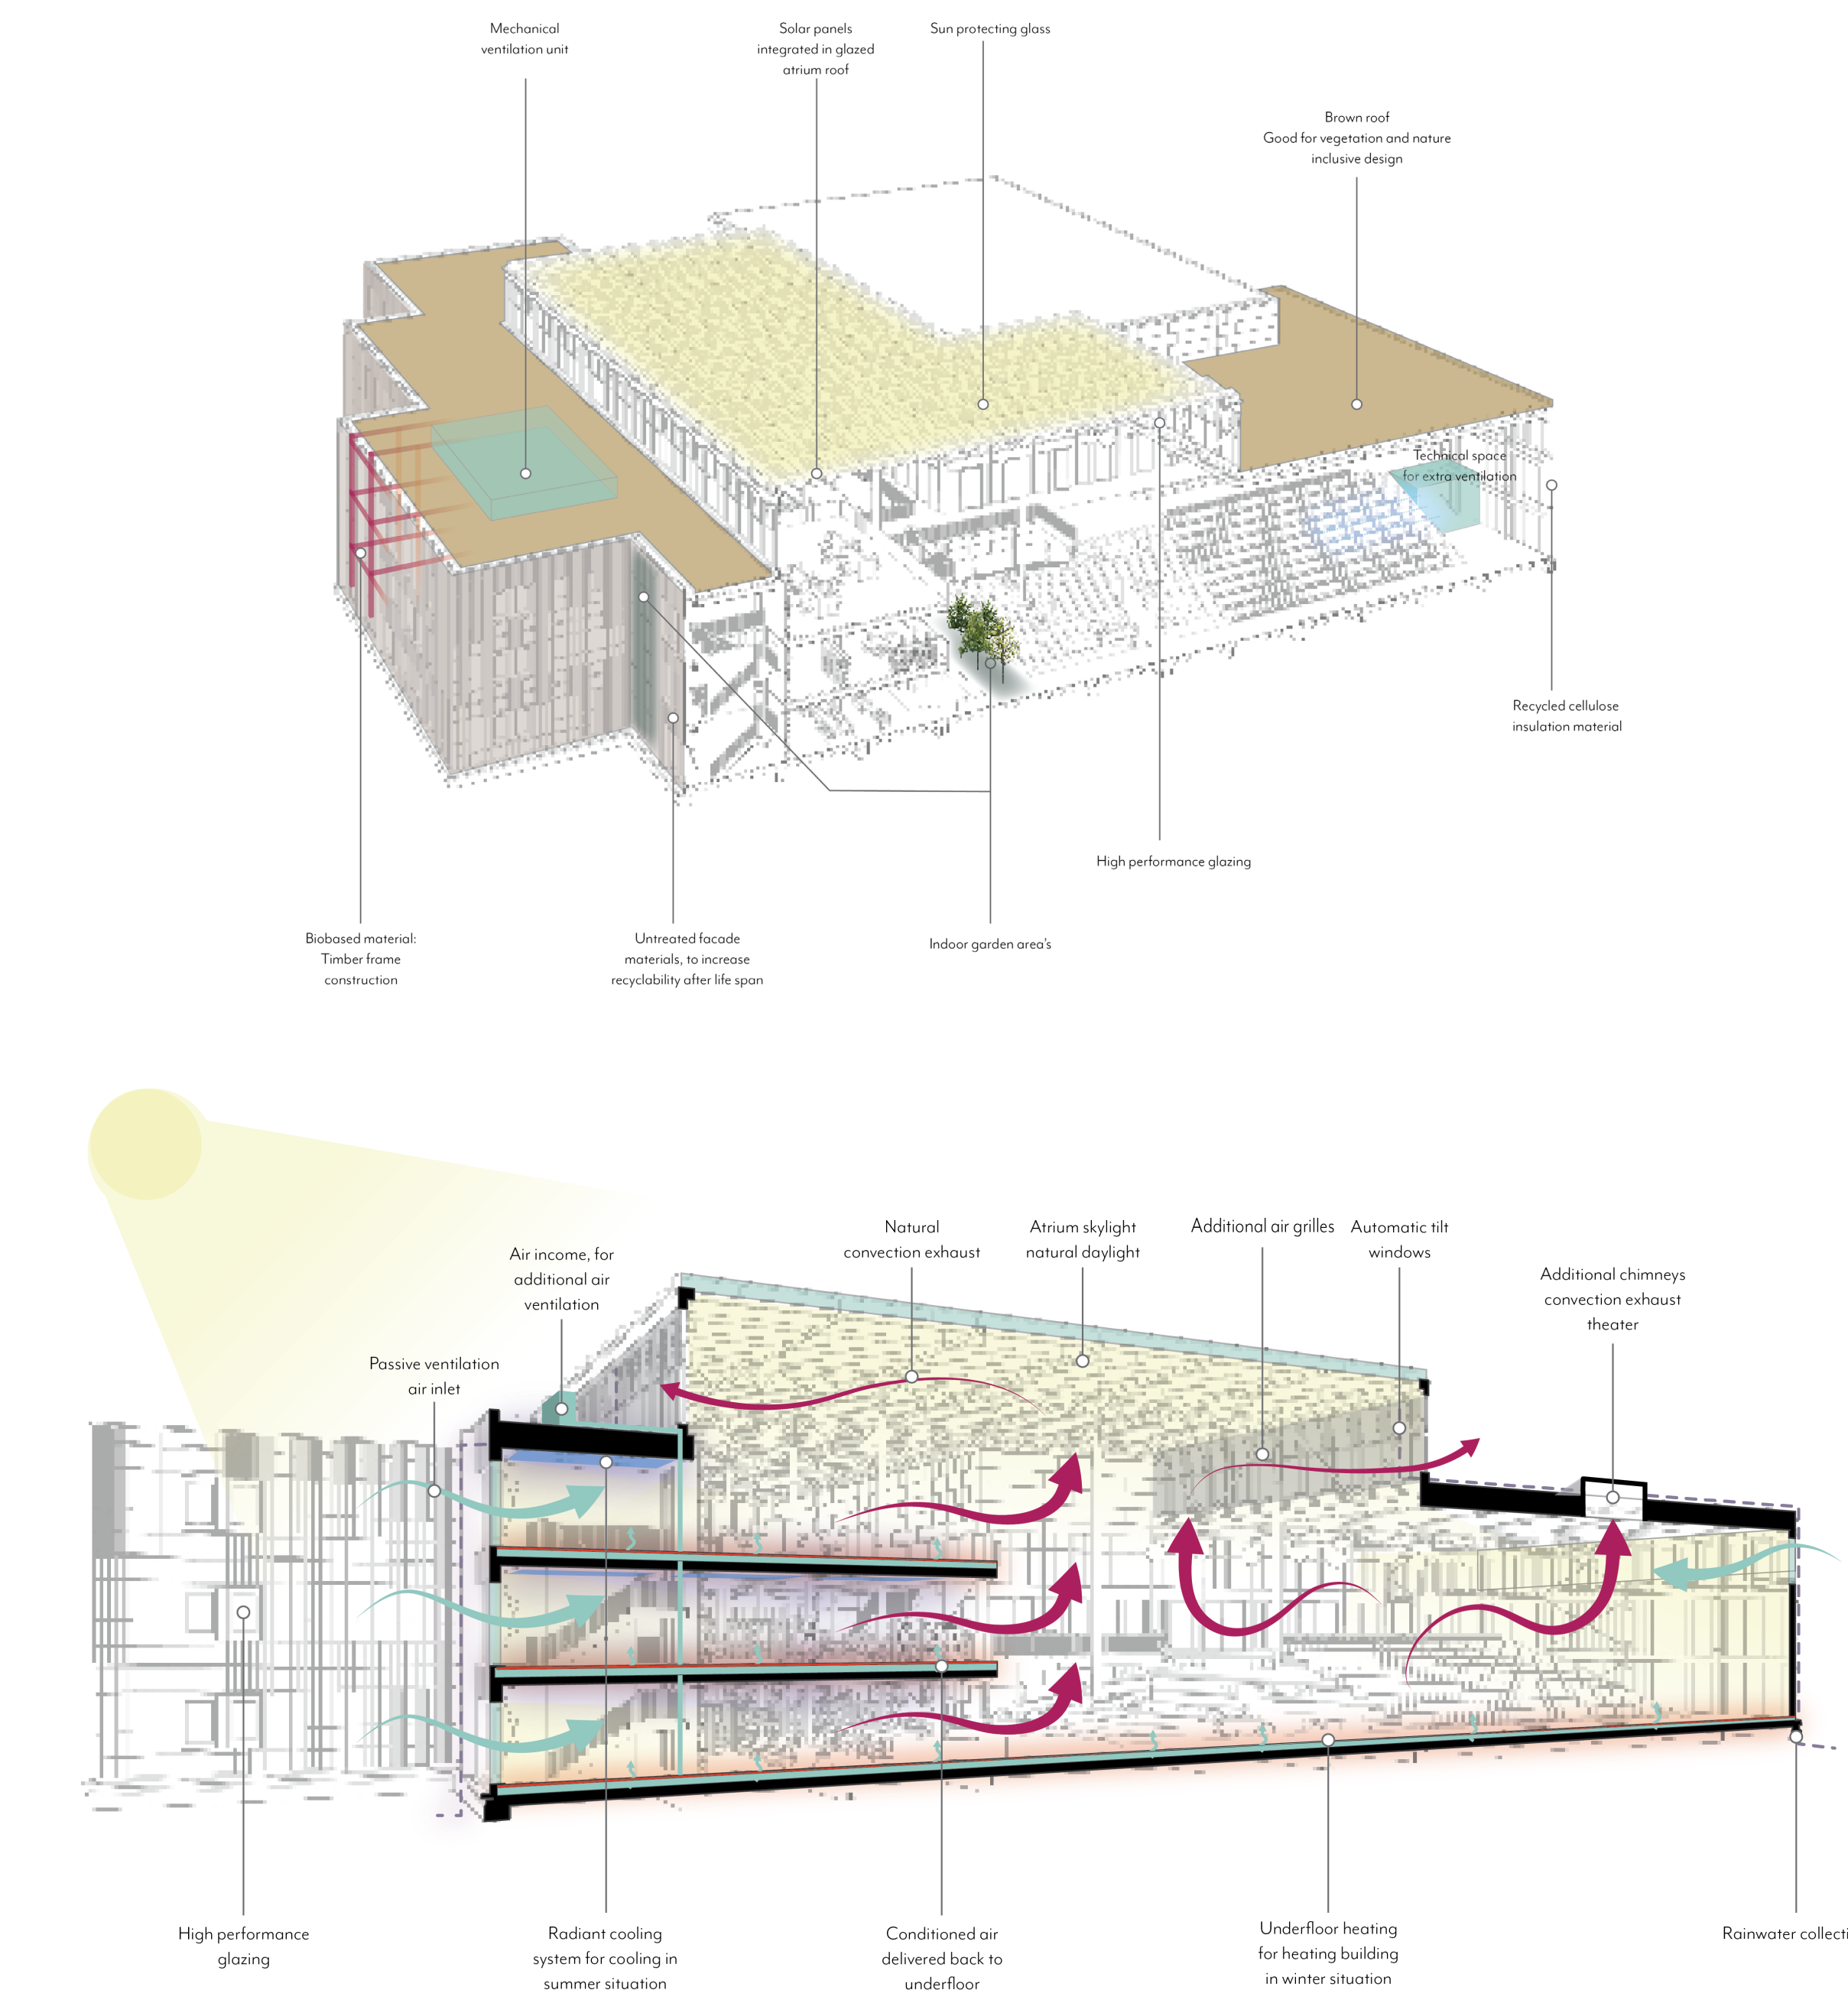 Mechanical
ventilation unit
Solar panels
integrated in glazed
atrium roof
Sun protecting glass
Brown roof
Good for vegetation and nature
inclusive design
Technical space
for extra ventilation
Recycled cellulose
insulation material
High performance glazing
Biobased material:
Timber frame
construction
Untreated facade
materials, to increase
recyclability after life span
Indoor garden area's
Natural
convection exhaust
Atrium skylight
natural daylight
Additional air grilles
Automatic tilt
windows
Air income, for
additional air
ventilation
Additional chimneys
convection exhaust
theater
Passive ventilation
air inlet
High performance
glazing
Radiant cooling
system for cooling in
summer situation
Conditioned air
delivered back to
underfloor
Underfloor heating
for heating building
in winter situation
Rainwater collecti